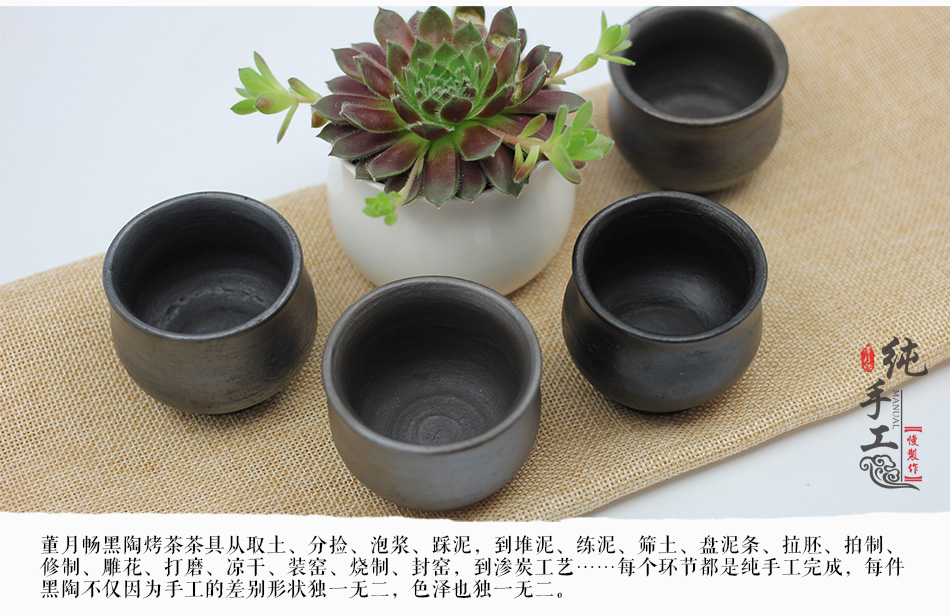 纯手工
MANUAL
【慢製作】
董月畅黑陶烤茶茶具从取土、分捡、泡浆、踩泥，到堆泥、练泥、筛土、盘泥条、拉胚、拍制、
修制、雕花、打磨、凉干、装窑、烧制、封窑，到渗炭工艺……每个环节都是纯手工完成，每件
黑陶不仅因为手工的差别形状独一无二，色泽也独一无二。